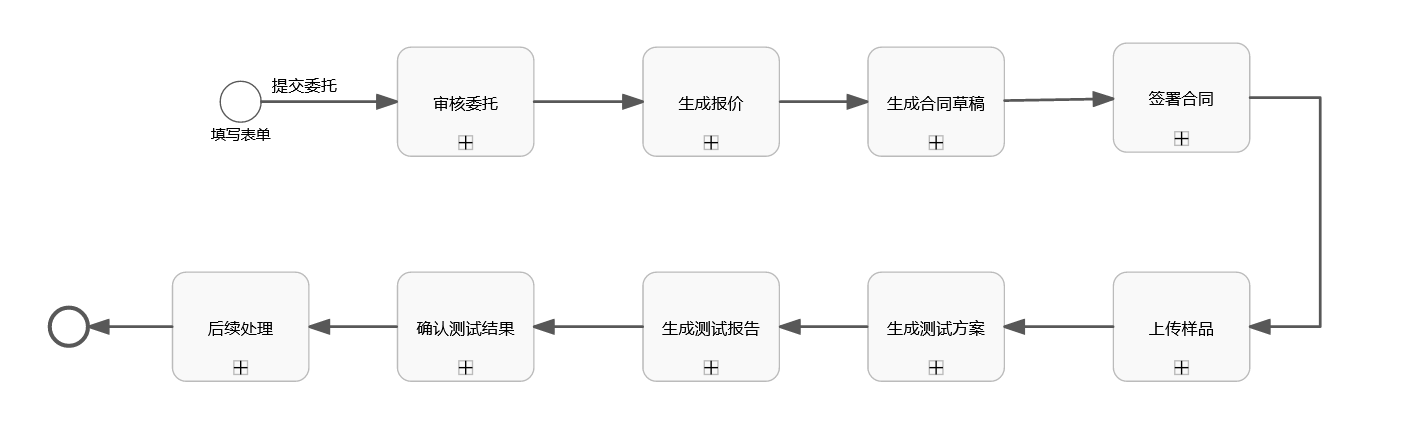 提交委托
填写表单
审核委托
生成报价
生成合同草稿
签署合同
后续处理
确认测试结果
生成测试报告
生成测试方案
上传样品